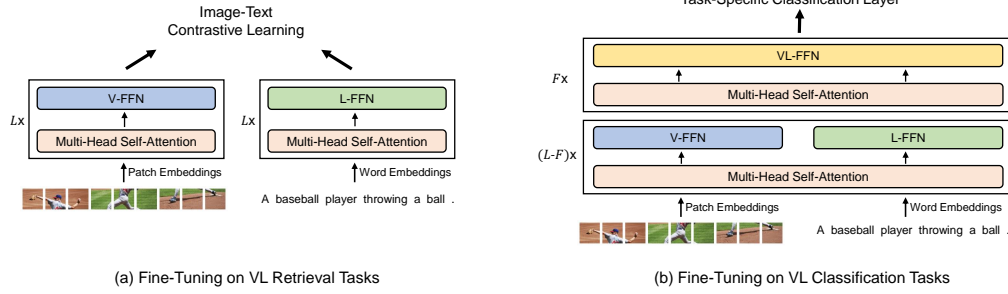 Image-Text
Contrastive Learning
V-FFN
L-FFN
Lx
Lx
Multi-Head Self-Attention
Multi-Head Self-Attention
Patch Embeddings
Word Embeddings
A baseball player throwing a ball .
(a) Fine-Tuning on VL Retrieval Tasks
Task-Specific Classification Layer
VL-FFN
Fx
Multi-Head Self-Attention
V-FFN
L-FFN
(L-F)x
Multi-Head Self-Attention
Patch Embeddings
Word Embeddings
A baseball player throwing a ball .
(b) Fine-Tuning on VL Classification Tasks